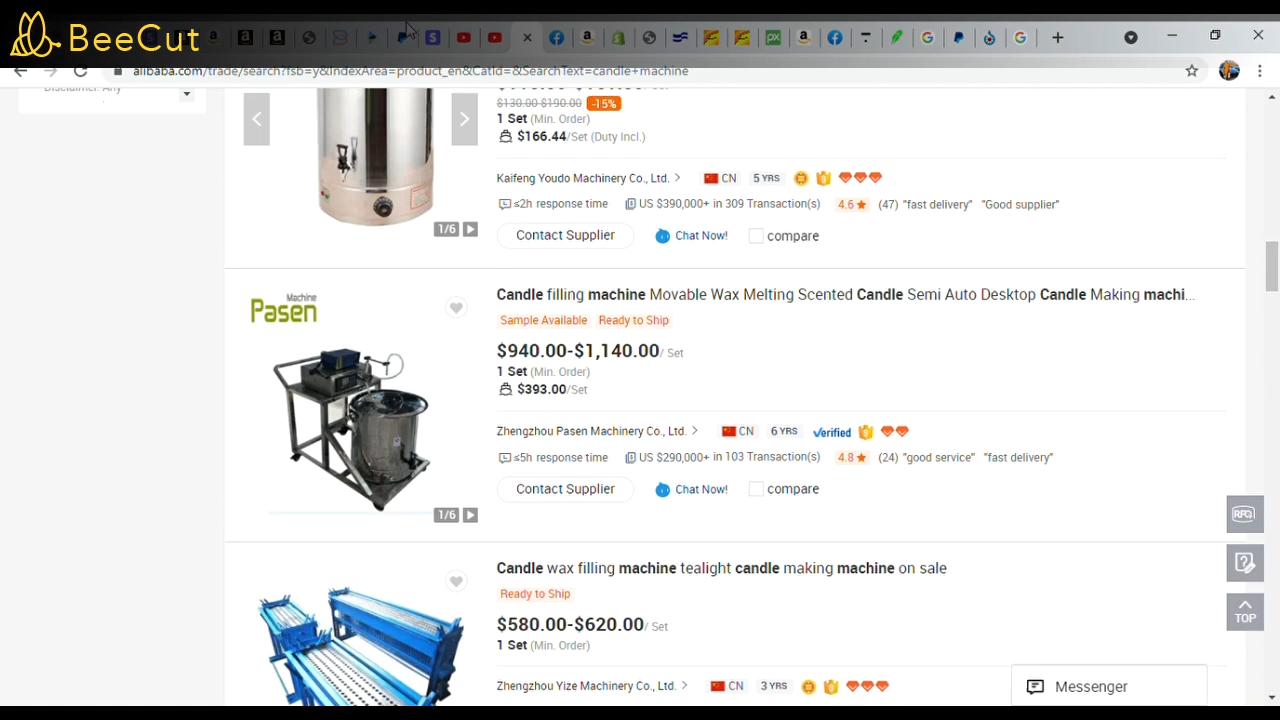 BeeCut
alibaba.com/trade/search?fsb=y&IndexArea=product_en&CatId=&SearchText=candle+machine
$130.00-$190.00 -15%
1 Set (Min. Order)
$166.44/Set (Duty Incl.)
Kaifeng Youdo Machinery Co., Ltd. > CN 5 YRS
≤2h response time US $390,000+ in 309 Transaction(s) 4.6 ★ (47) "fast delivery" "Good supplier"
1/6
Contact Supplier Chat Now! compare
Machine
Pasen
Candle filling machine Movable Wax Melting Scented Candle Semi Auto Desktop Candle Making machi...
Sample Available Ready to Ship
$940.00-$1,140.00/ Set
1 Set (Min. Order)
$393.00/Set
Zhengzhou Pasen Machinery Co., Ltd. > CN 6 YRS Verified
≤5h response time US $290,000+ in 103 Transaction(s) 4.8 ★ (24) "good service" "fast delivery"
Contact Supplier Chat Now! compare
1/6
RFQ
Candle wax filling machine tealight candle making machine on sale
Ready to Ship
$580.00-$620.00/ Set
1 Set (Min. Order)
TOP
Zhengzhou Yize Machinery Co., Ltd. > CN 3 YRS
Messenger